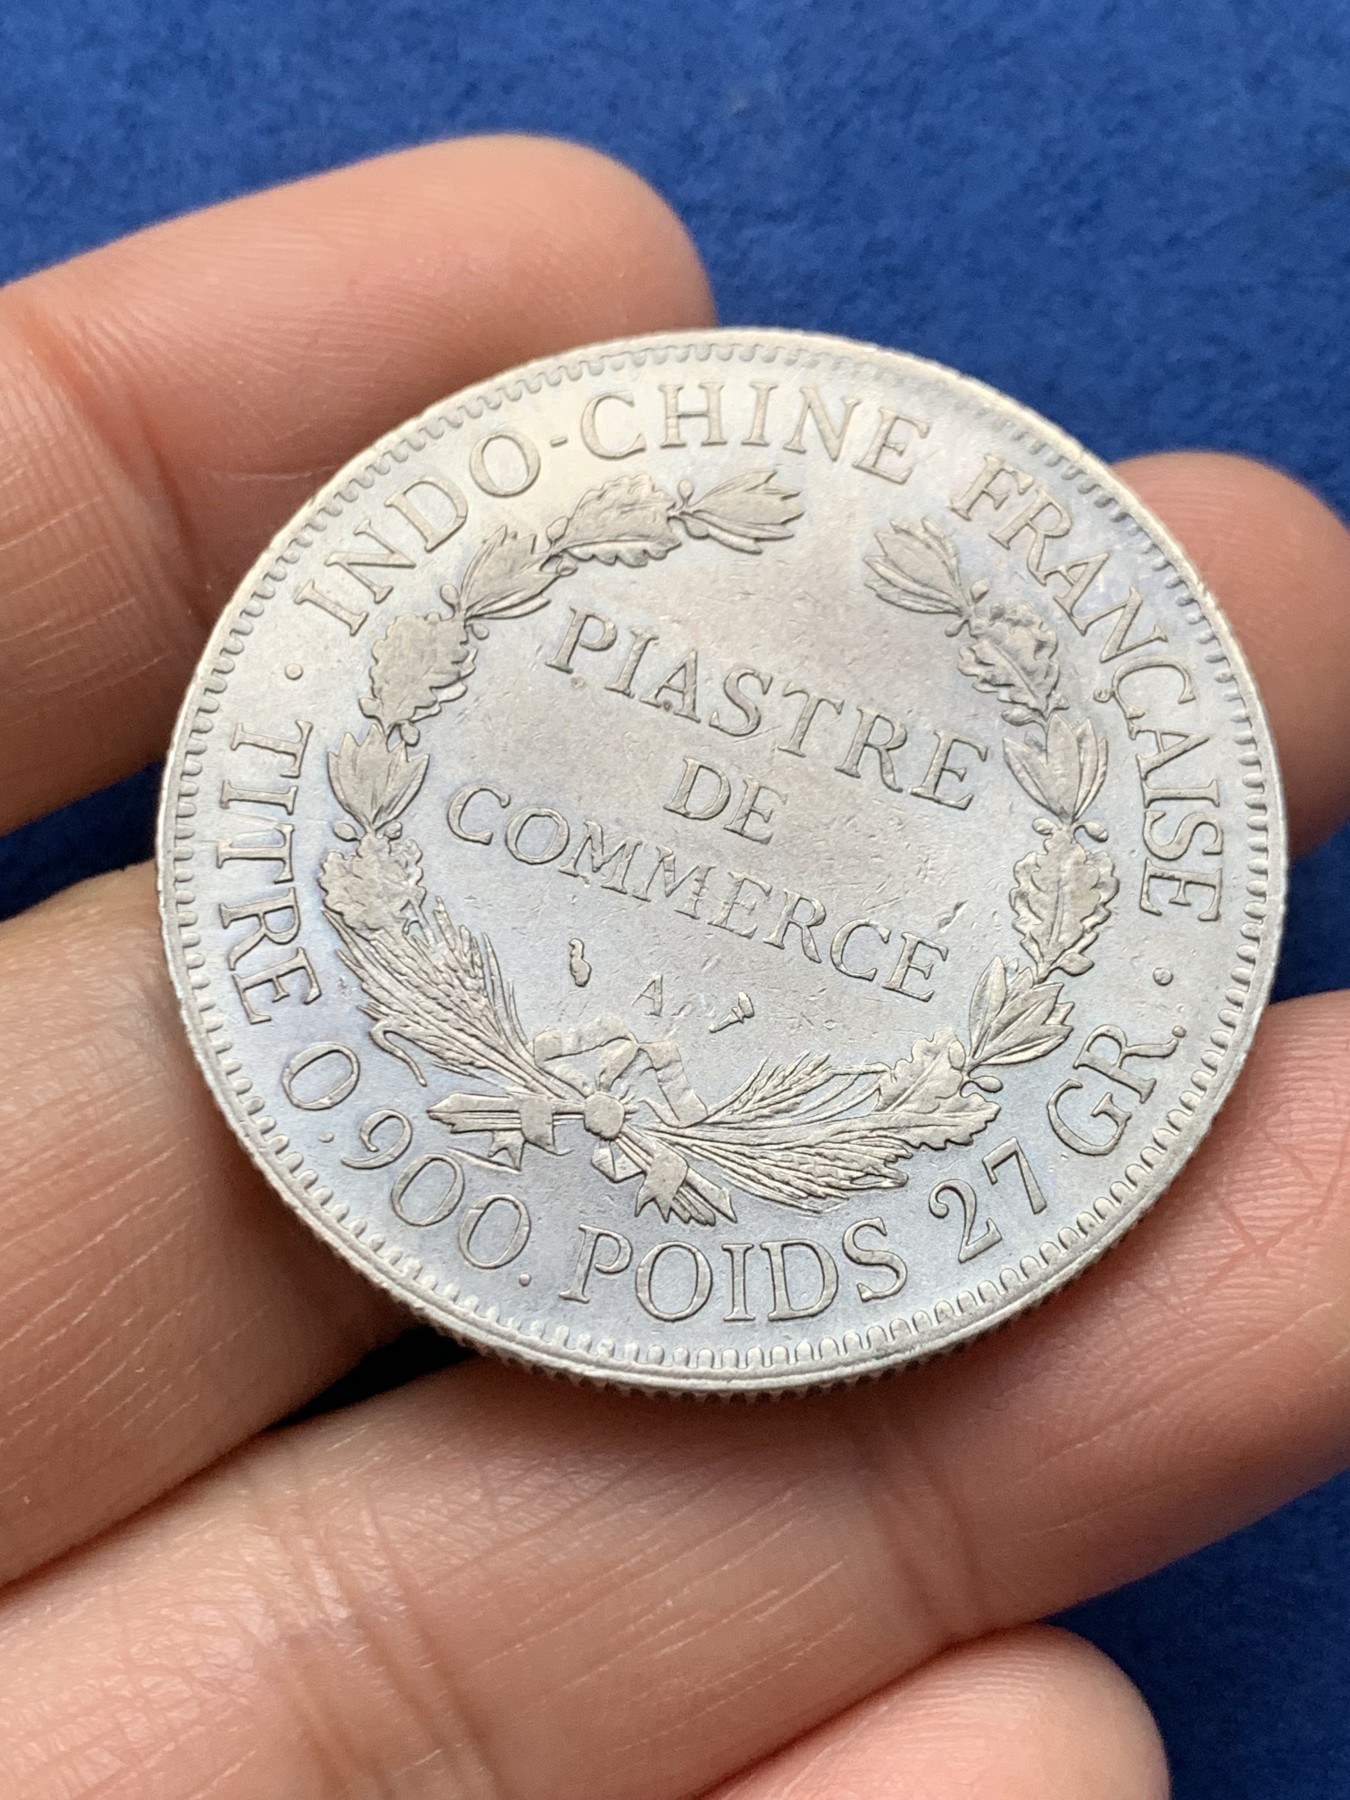 INDO-CHINE FRANÇAISE
PIASTRE
DE
COMMERCE
A
· TITRE 0.900. POIDS 27 GR. ·